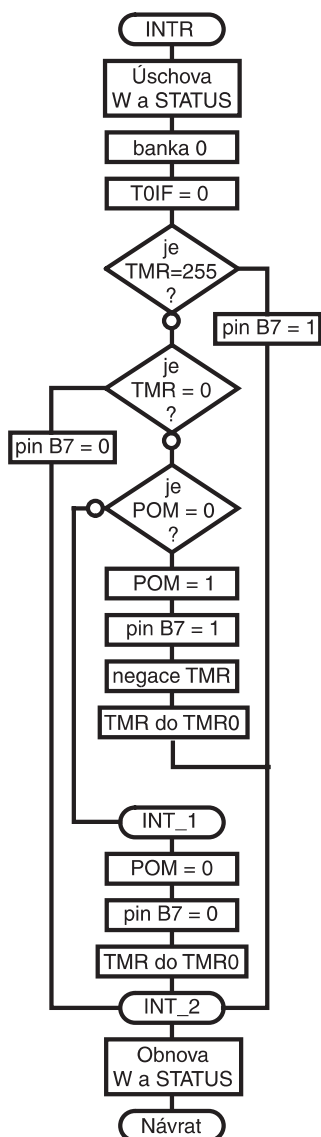 INTR
Úschova
W a STATUS
banka 0
T0IF = 0
je
TMR=255
?
pin B7 = 1
je
TMR = 0
?
pin B7 = 0
je
POM = 0
?
POM = 1
pin B7 = 1
negace TMR
TMR do TMR0
INT_1
POM = 0
pin B7 = 0
TMR do TMR0
INT_2
Obnova
W a STATUS
Návrat